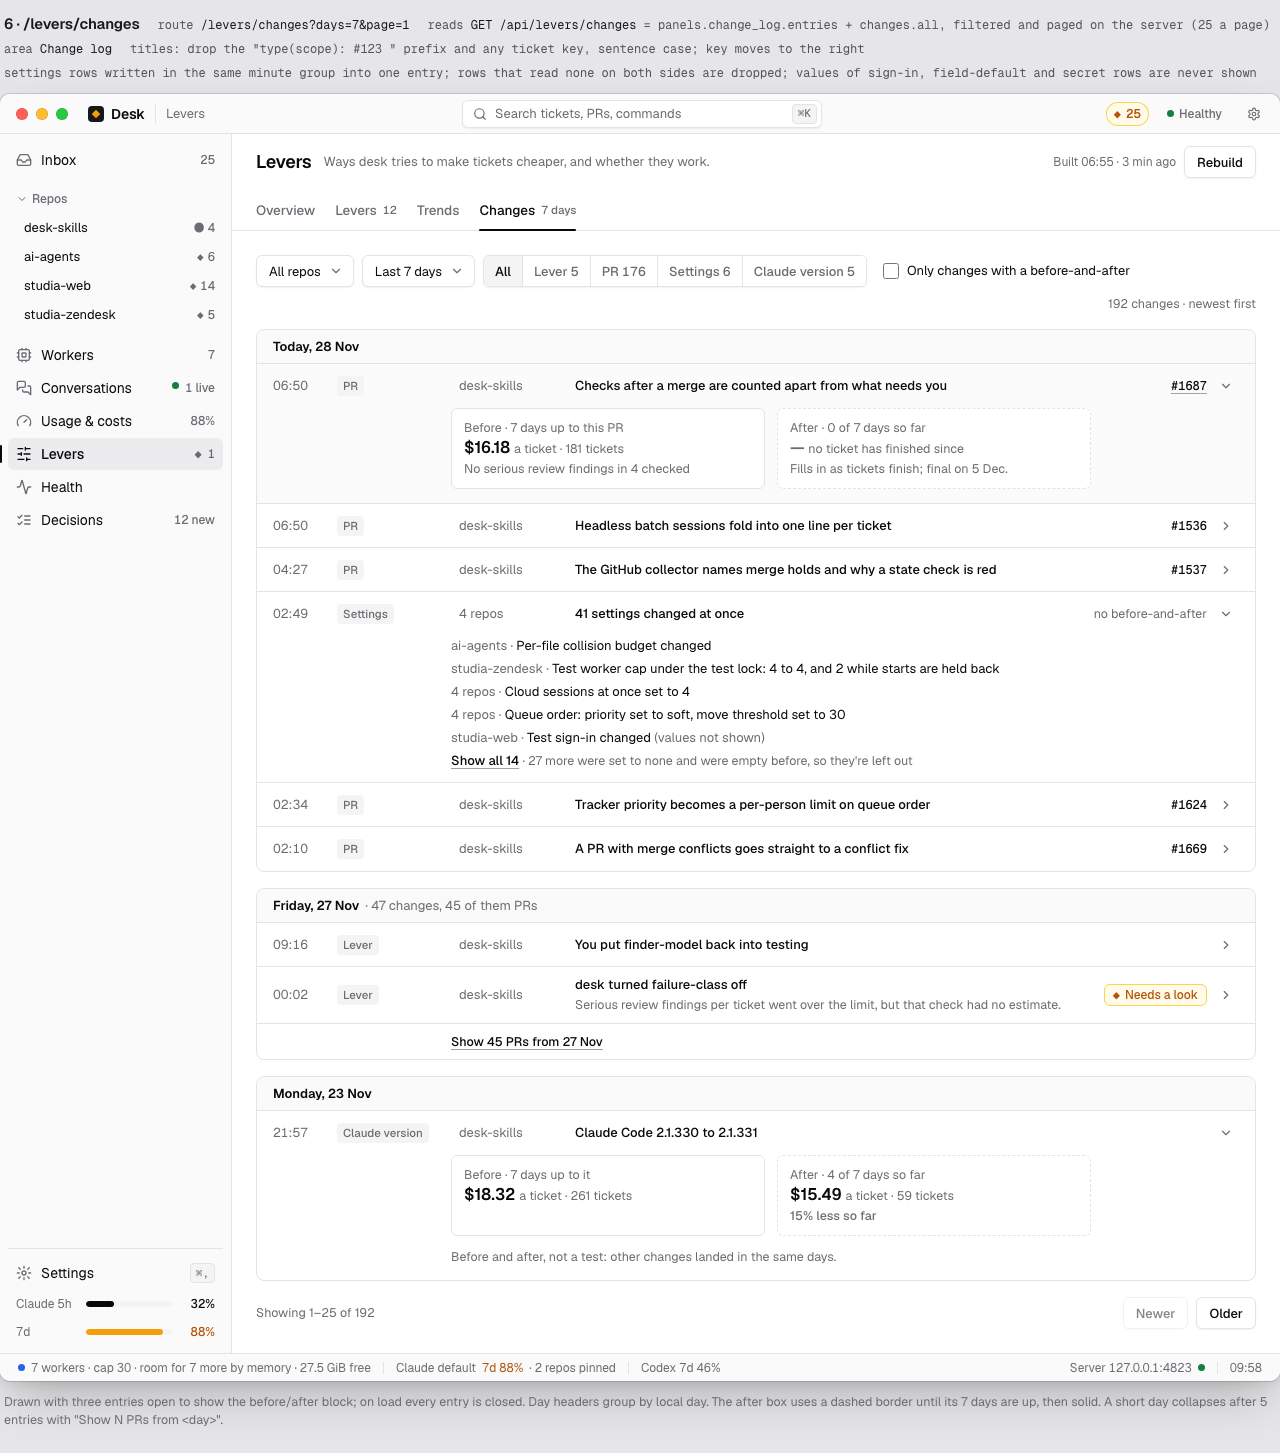 6 · /levers/changes route /levers/changes?days=7&page=1 reads GET /api/levers/changes = panels.change_log.entries + changes.all, filtered and paged on the server (25 a page)
area Change log titles: drop the "type(scope): #123 " prefix and any ticket key, sentence case; key moves to the right
settings rows written in the same minute group into one entry; rows that read none on both sides are dropped; values of sign-in, field-default and secret rows are never shown
Desk Levers Search tickets, PRs, commands ⌘K 25 Healthy
Inbox 25
Repos
desk-skills 4
ai-agents 6
studia-web 14
studia-zendesk 5
Workers 7
Conversations 1 live
Usage & costs 88%
Levers 1
Health
Decisions 12 new
Settings ⌘,
Claude 5h 32%
7d 88%
Levers Ways desk tries to make tickets cheaper, and whether they work. Built 06:55 · 3 min ago Rebuild
Overview Levers 12 Trends Changes 7 days
All repos Last 7 days All Lever 5 PR 176 Settings 6 Claude version 5 Only changes with a before-and-after
192 changes · newest first
Today, 28 Nov
06:50 PR desk-skills Checks after a merge are counted apart from what needs you #1687
Before · 7 days up to this PR
$16.18 a ticket · 181 tickets
No serious review findings in 4 checked
After · 0 of 7 days so far
— no ticket has finished since
Fills in as tickets finish; final on 5 Dec.
06:50 PR desk-skills Headless batch sessions fold into one line per ticket #1536
04:27 PR desk-skills The GitHub collector names merge holds and why a state check is red #1537
02:49 Settings 4 repos 41 settings changed at once no before-and-after
ai-agents · Per-file collision budget changed
studia-zendesk · Test worker cap under the test lock: 4 to 4, and 2 while starts are held back
4 repos · Cloud sessions at once set to 4
4 repos · Queue order: priority set to soft, move threshold set to 30
studia-web · Test sign-in changed (values not shown)
Show all 14 · 27 more were set to none and were empty before, so they're left out
02:34 PR desk-skills Tracker priority becomes a per-person limit on queue order #1624
02:10 PR desk-skills A PR with merge conflicts goes straight to a conflict fix #1669
Friday, 27 Nov · 47 changes, 45 of them PRs
09:16 Lever desk-skills You put finder-model back into testing
00:02 Lever desk-skills desk turned failure-class off
Serious review findings per ticket went over the limit, but that check had no estimate. Needs a look
Show 45 PRs from 27 Nov
Monday, 23 Nov
21:57 Claude version desk-skills Claude Code 2.1.330 to 2.1.331
Before · 7 days up to it
$18.32 a ticket · 261 tickets
After · 4 of 7 days so far
$15.49 a ticket · 59 tickets
15% less so far
Before and after, not a test: other changes landed in the same days.
Showing 1–25 of 192 Newer Older
7 workers · cap 30 · room for 7 more by memory · 27.5 GiB free Claude default 7d 88% · 2 repos pinned Codex 7d 46% Server 127.0.0.1:4823 09:58
Drawn with three entries open to show the before/after block; on load every entry is closed. Day headers group by local day. The after box uses a dashed border until its 7 days are up, then solid. A short day collapses after 5
entries with "Show N PRs from <day>".